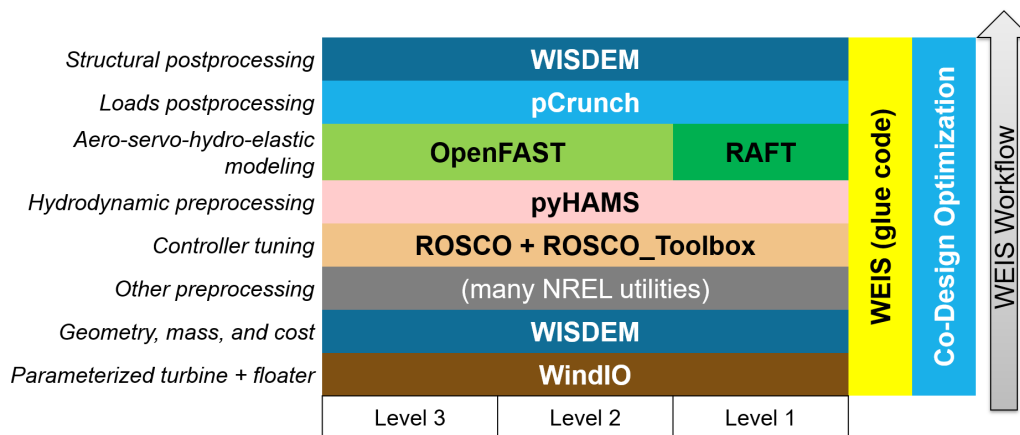 Structural postprocessing
WISDEM
Loads postprocessing
pCrunch
Aero-servo-hydro-elastic
modeling
OpenFAST
RAFT
Hydrodynamic preprocessing
pyHAMS
Controller tuning
ROSCO + ROSCO_Toolbox
Other preprocessing
(many NREL utilities)
Geometry, mass, and cost
WISDEM
Parameterized turbine + floater
WindIO
Level 3
Level 2
Level 1
WEIS (glue code)
Co-Design Optimization
WEIS Workflow